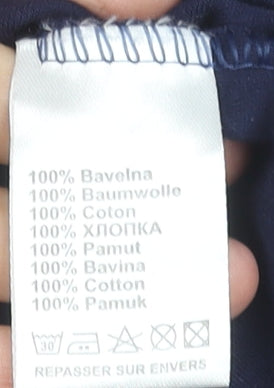 100% Bavelna
100% Baumwolle
100% Coton
100% ХЛОПКА
100% Pamut
100% Bavina
100% Cotton
100% Pamuk
30
REPASSER SUR ENVERS